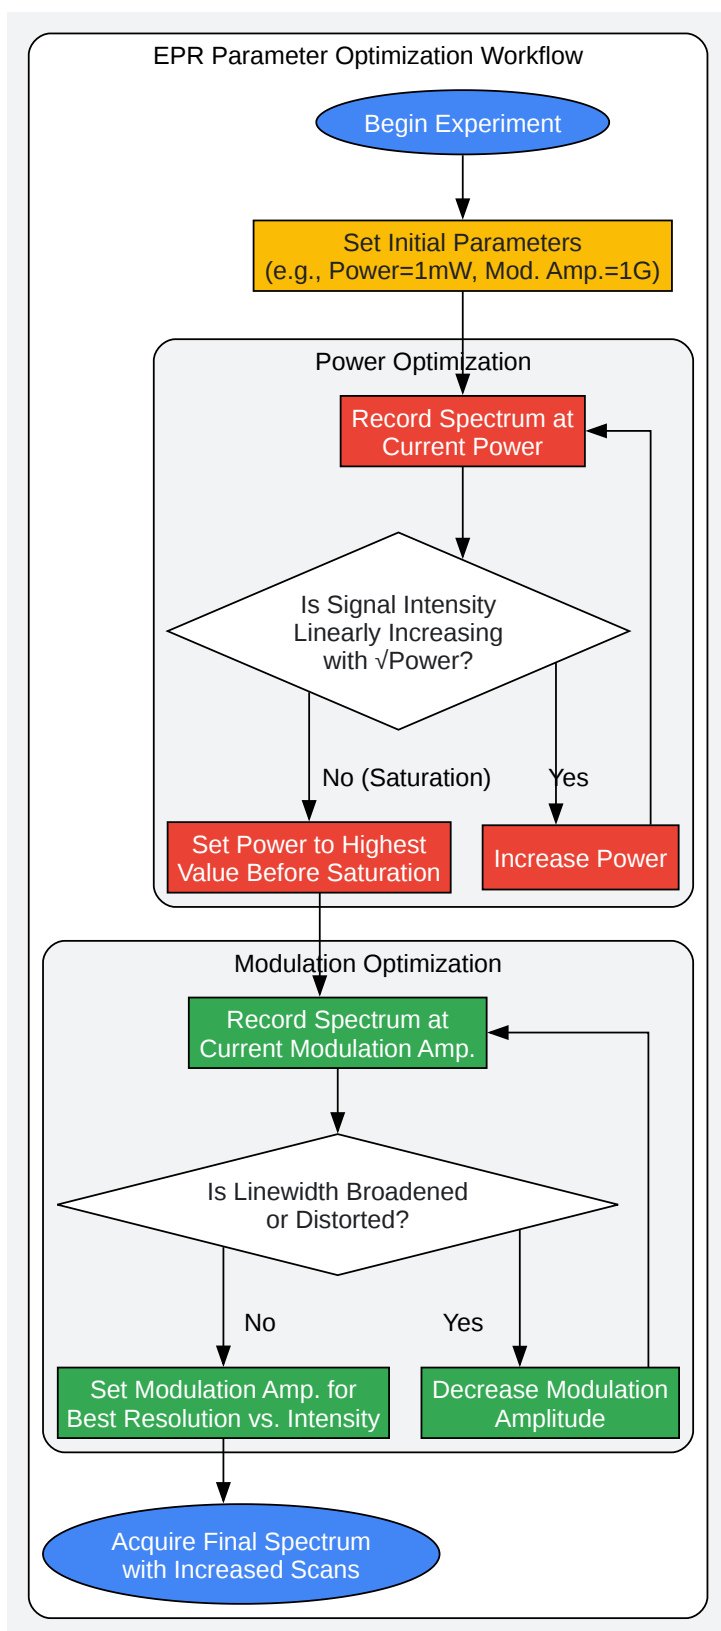 EPR Parameter Optimization Workflow
Begin Experiment
Set Initial Parameters
(e.g., Power=1mW, Mod. Amp.=1G)
Power Optimization
Record Spectrum at
Current Power
Is Signal Intensity
Linearly Increasing
with √Power?
No (Saturation)
Yes
Set Power to Highest
Value Before Saturation
Increase Power
Modulation Optimization
Record Spectrum at
Current Modulation Amp.
Is Linewidth Broadened
or Distorted?
No
Yes
Set Modulation Amp. for
Best Resolution vs. Intensity
Decrease Modulation
Amplitude
Acquire Final Spectrum
with Increased Scans